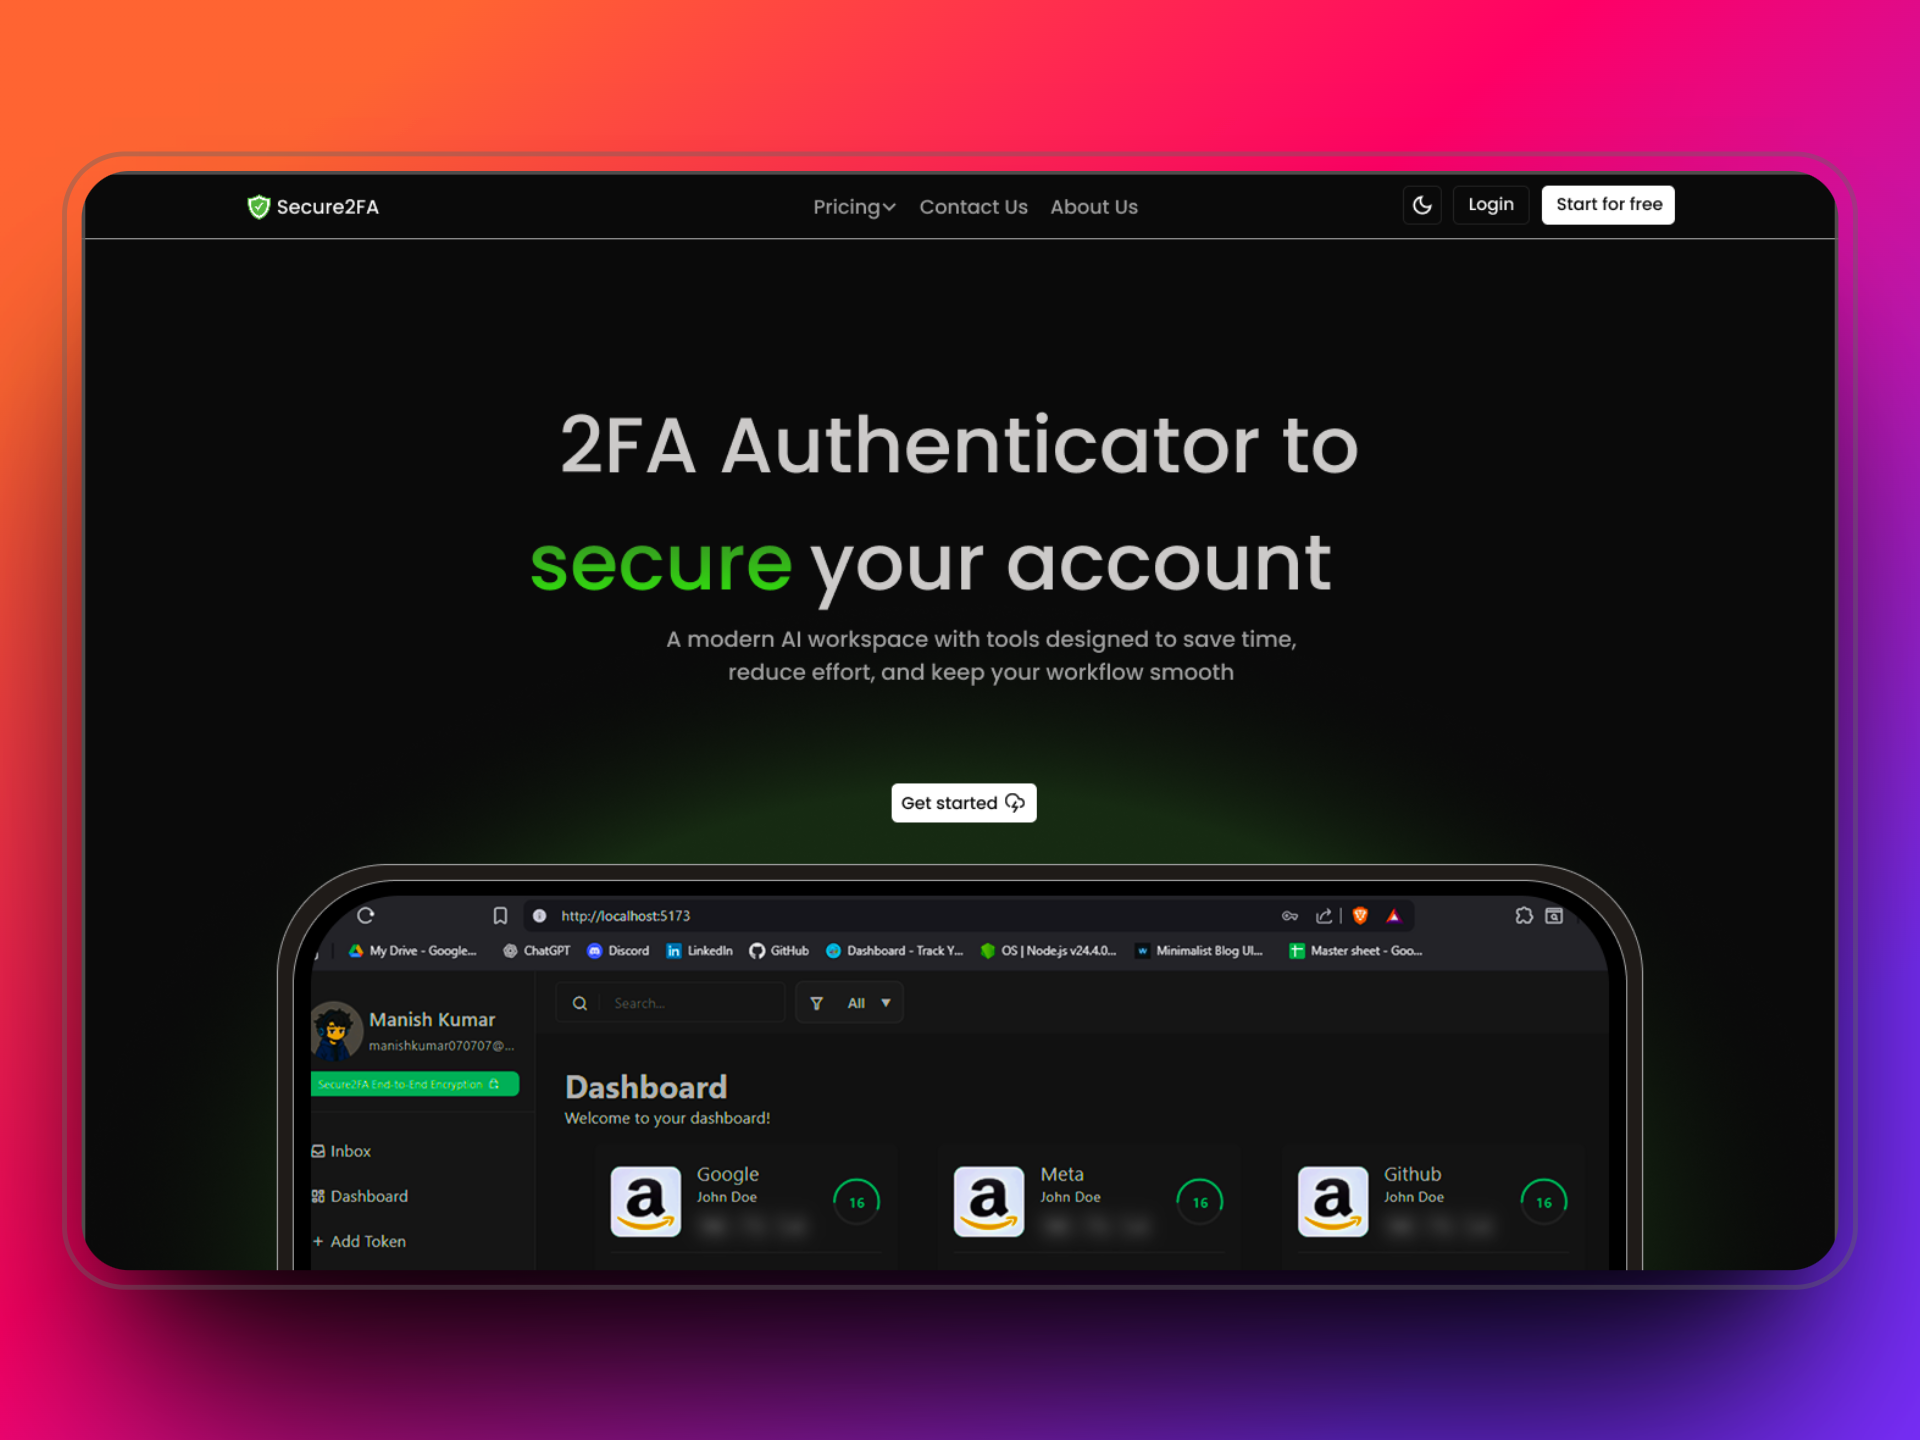 Secure2FA
Pricing Contact Us About Us
Login
Start for free
2FA Authenticator to
secure your account
A modern AI workspace with tools designed to save time,
reduce effort, and keep your workflow smooth
Get started
http://localhost:5173
My Drive - Google... ChatGPT Discord LinkedIn GitHub Dashboard - Track Y... OS | Node.js v24.4.0... Minimalist Blog UI... Master sheet - Goo...
Manish Kumar
manishkumar070707@...
Secure2FA End-to-End Encryption
Inbox
Dashboard
+ Add Token
Search...
All
Dashboard
Welcome to your dashboard!
Google
John Doe
16
Meta
John Doe
16
Github
John Doe
16